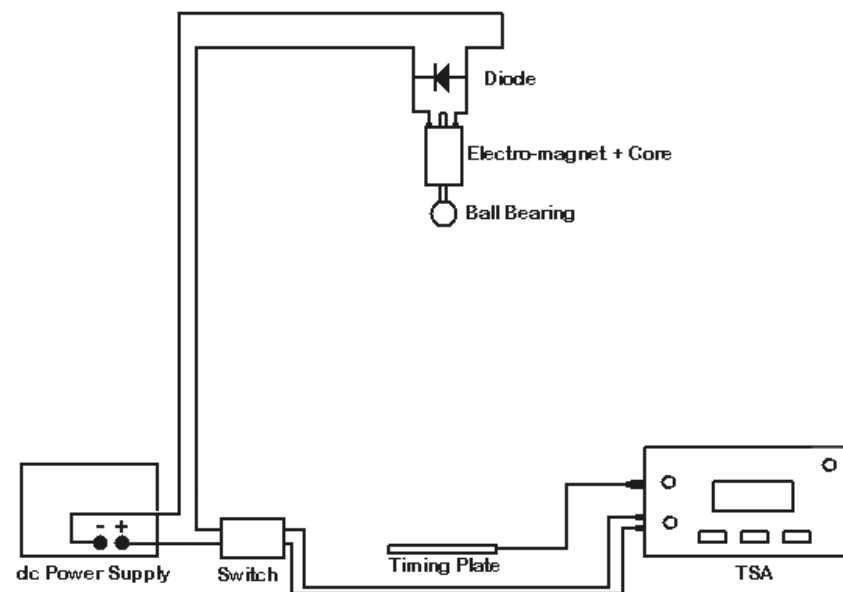 Diode
Electro-magnet + Core
Ball Bearing
- +
dc Power Supply
Switch
Timing Plate
TSA